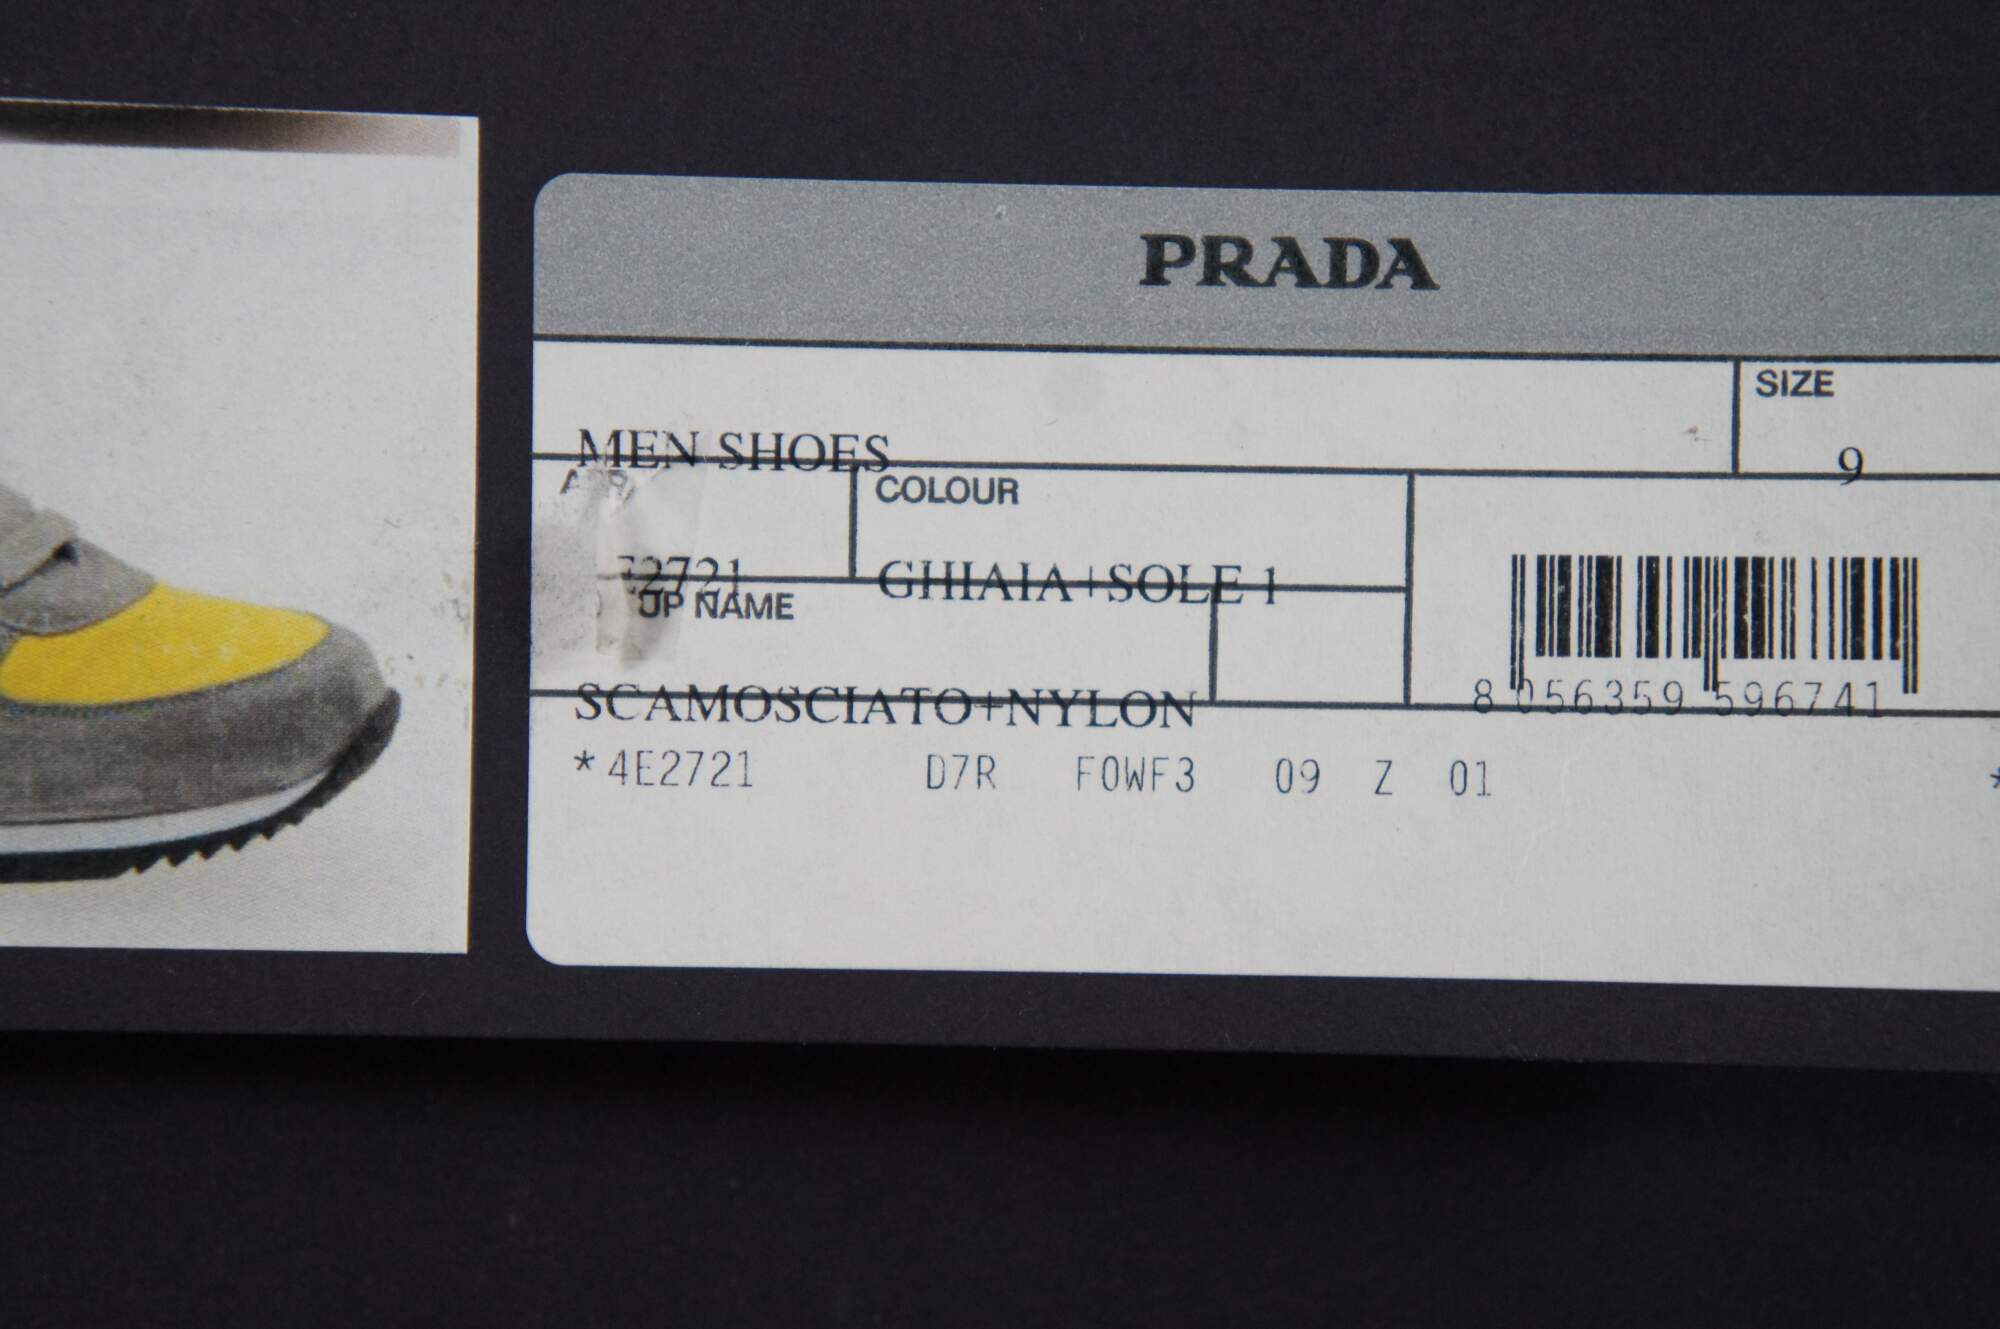 PRADA
MEN SHOES
SIZE
9
COLOUR
E2721
GHIAIA+SOLE 1
UP NAME
SCAMOSCIATO+NYLON
8 056359 596741
*4E2721 D7R F0WF3 09 Z 01 *